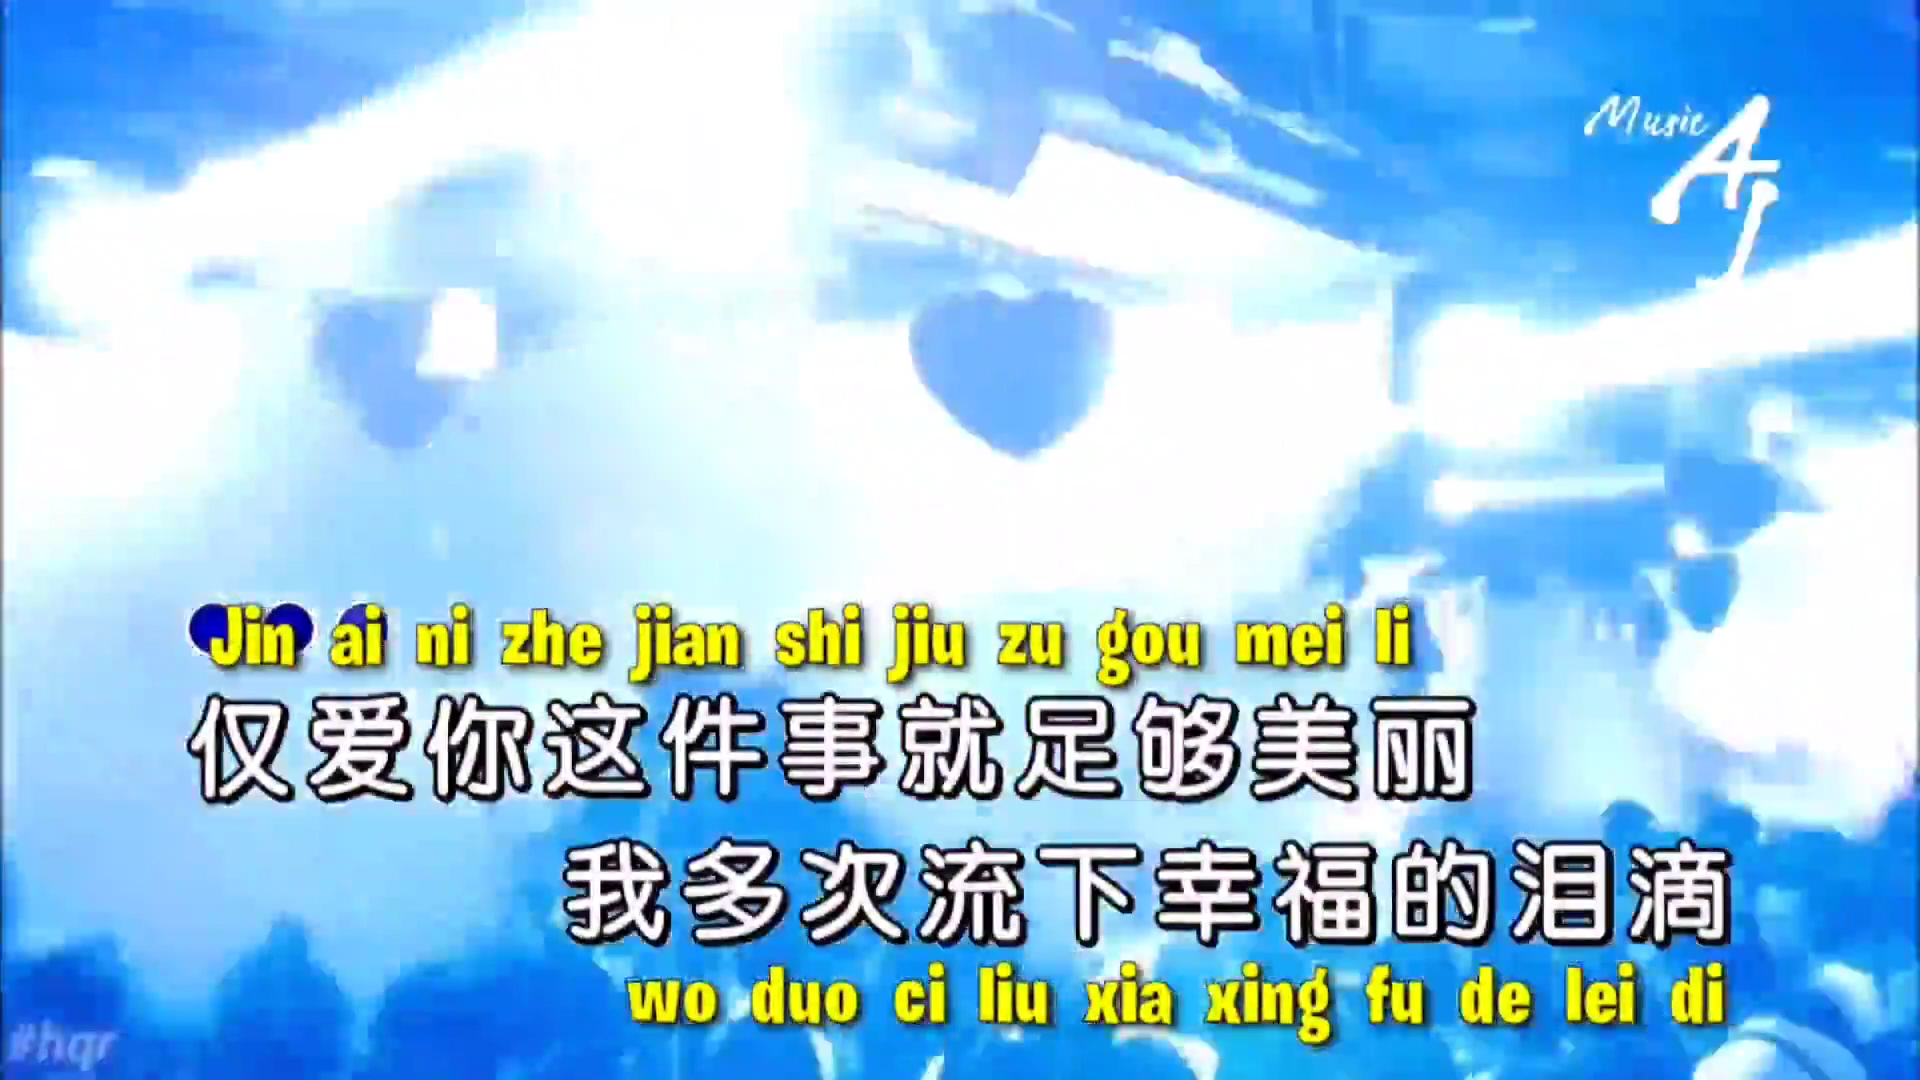 Music AJ
Jin ai ni zhe jian shi jiu zu gou mei li
仅爱你这件事就足够美丽
我多次流下幸福的泪滴
wo duo ci liu xia xing fu de lei di
#hqr